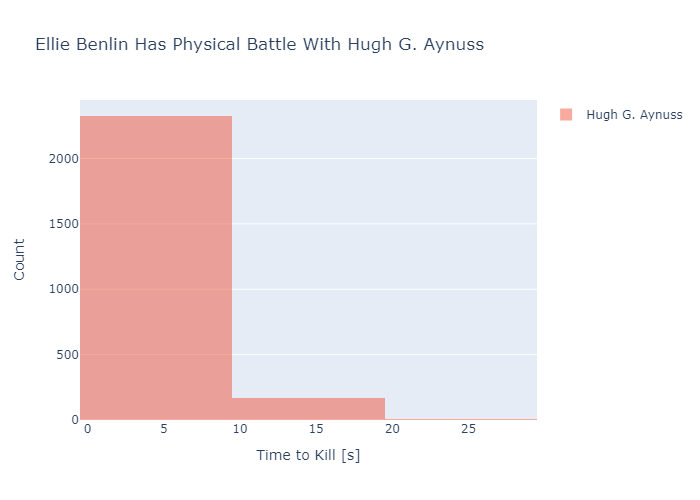 Ellie Benlin Has Physical Battle With Hugh G. Aynuss
Hugh G. Aynuss
2000
1500
1000
500
0
Count
0 5 10 15 20 25
Time to Kill [s]